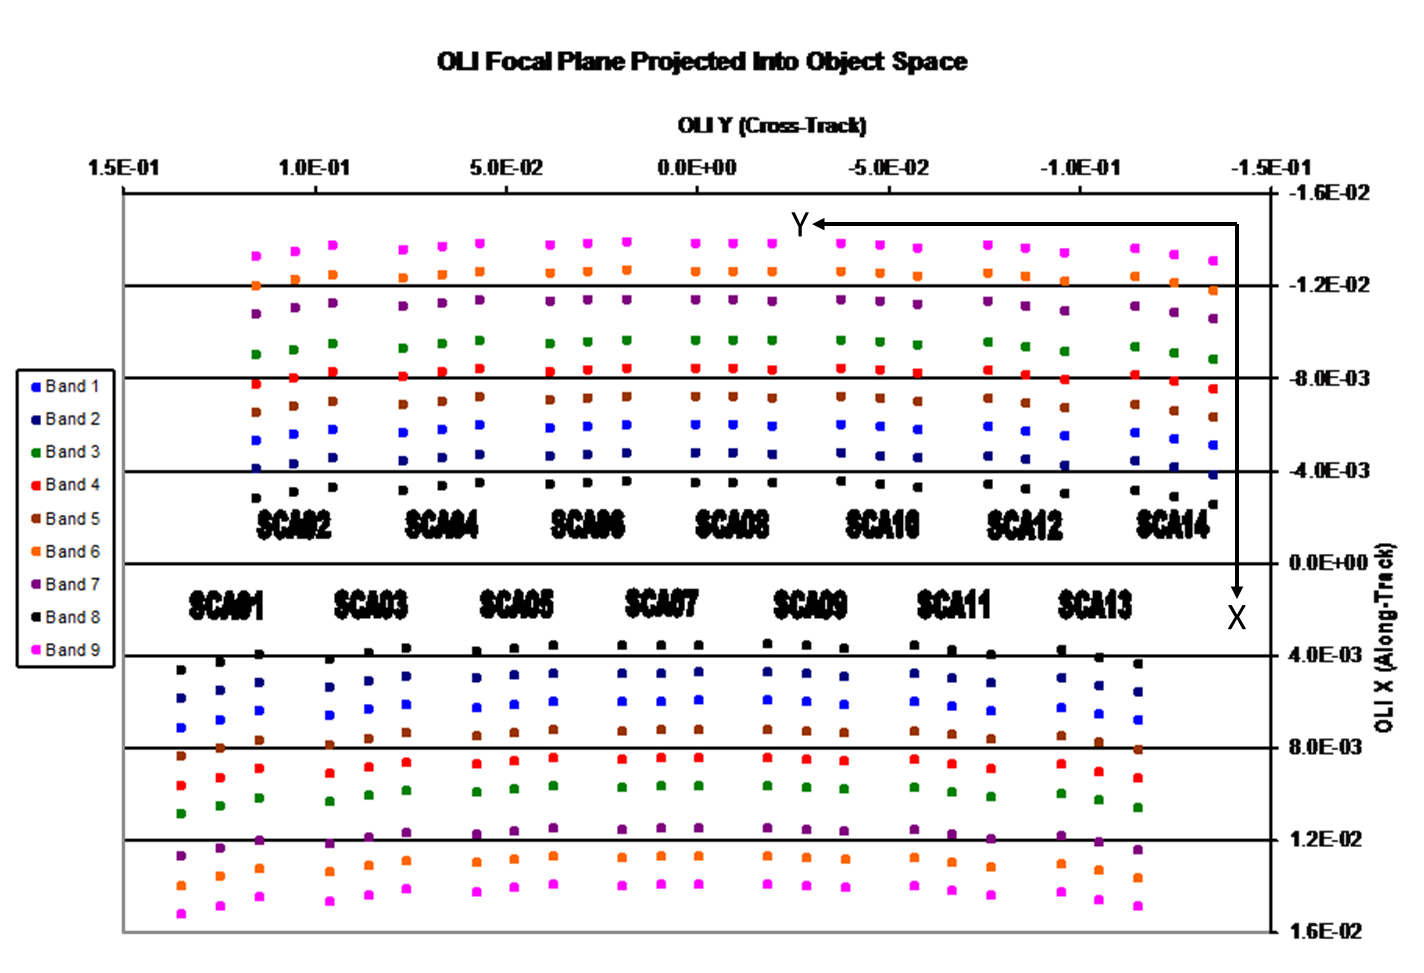 OLI Focal Plane Projected Into Object Space
OLI Y (Cross-Track)
1.5E-01 1.0E-01 5.0E-02 0.0E+00 -5.0E-02 -1.0E-01 -1.5E-01
-1.6E-02
Y
-1.2E-02
-8.0E-03
-4.0E-03
SCA02 SCA04 SCA06 SCA08 SCA10 SCA12 SCA14
0.0E+00
SCA01 SCA03 SCA05 SCA07 SCA09 SCA11 SCA13
X
4.0E-03
8.0E-03
1.2E-02
1.6E-02
OLI X (Along-Track)
Band 1
Band 2
Band 3
Band 4
Band 5
Band 6
Band 7
Band 8
Band 9